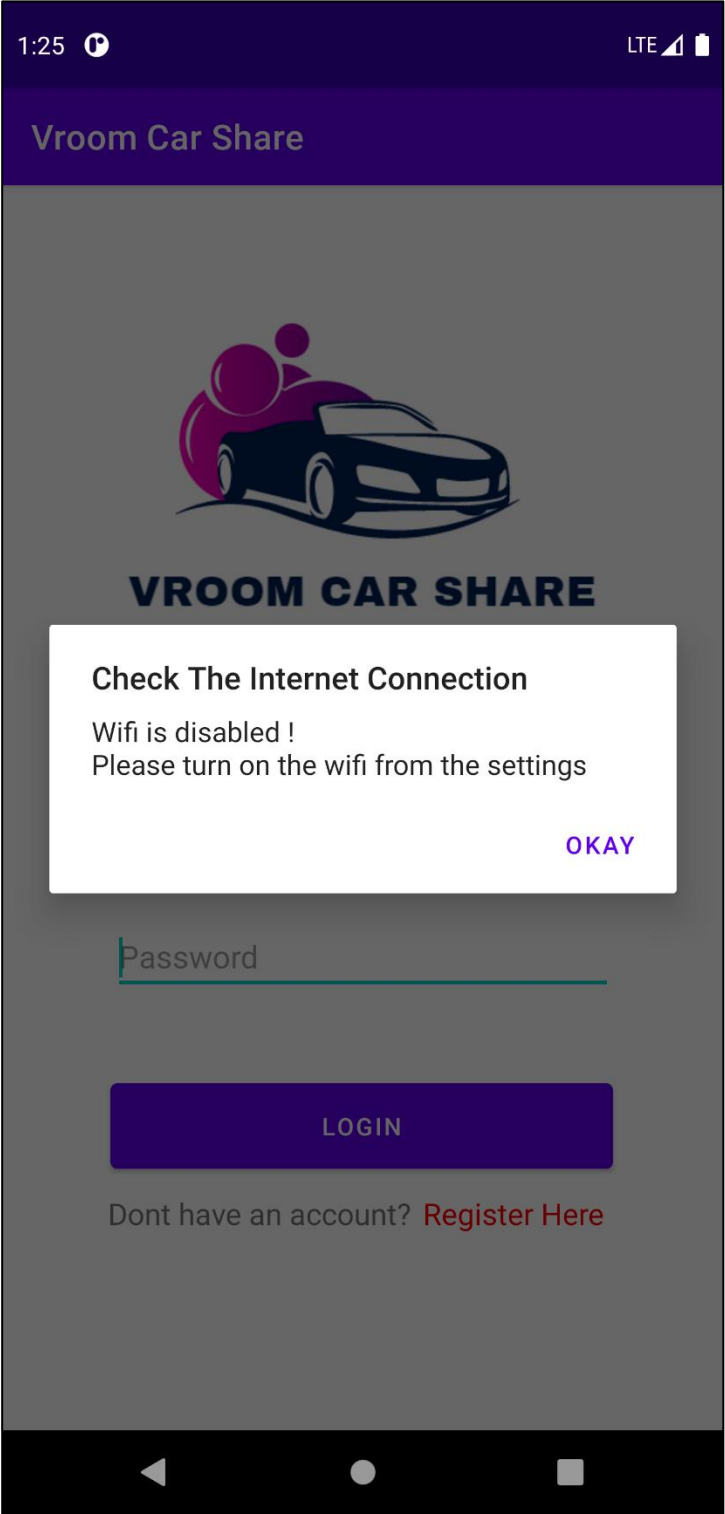 1:25 LTE
Vroom Car Share
VROOM CAR SHARE
Check The Internet Connection
Wifi is disabled !
Please turn on the wifi from the settings
OKAY
Password
LOGIN
Dont have an account? Register Here